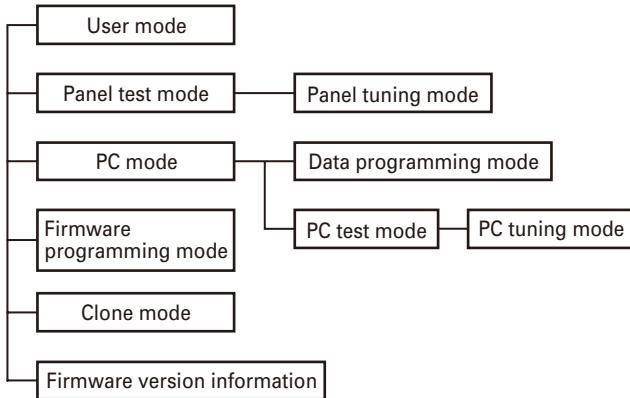 User mode
Panel test mode
Panel tuning mode
PC mode
Data programming mode
Firmware
programming mode
PC test mode
PC tuning mode
Clone mode
Firmware version information